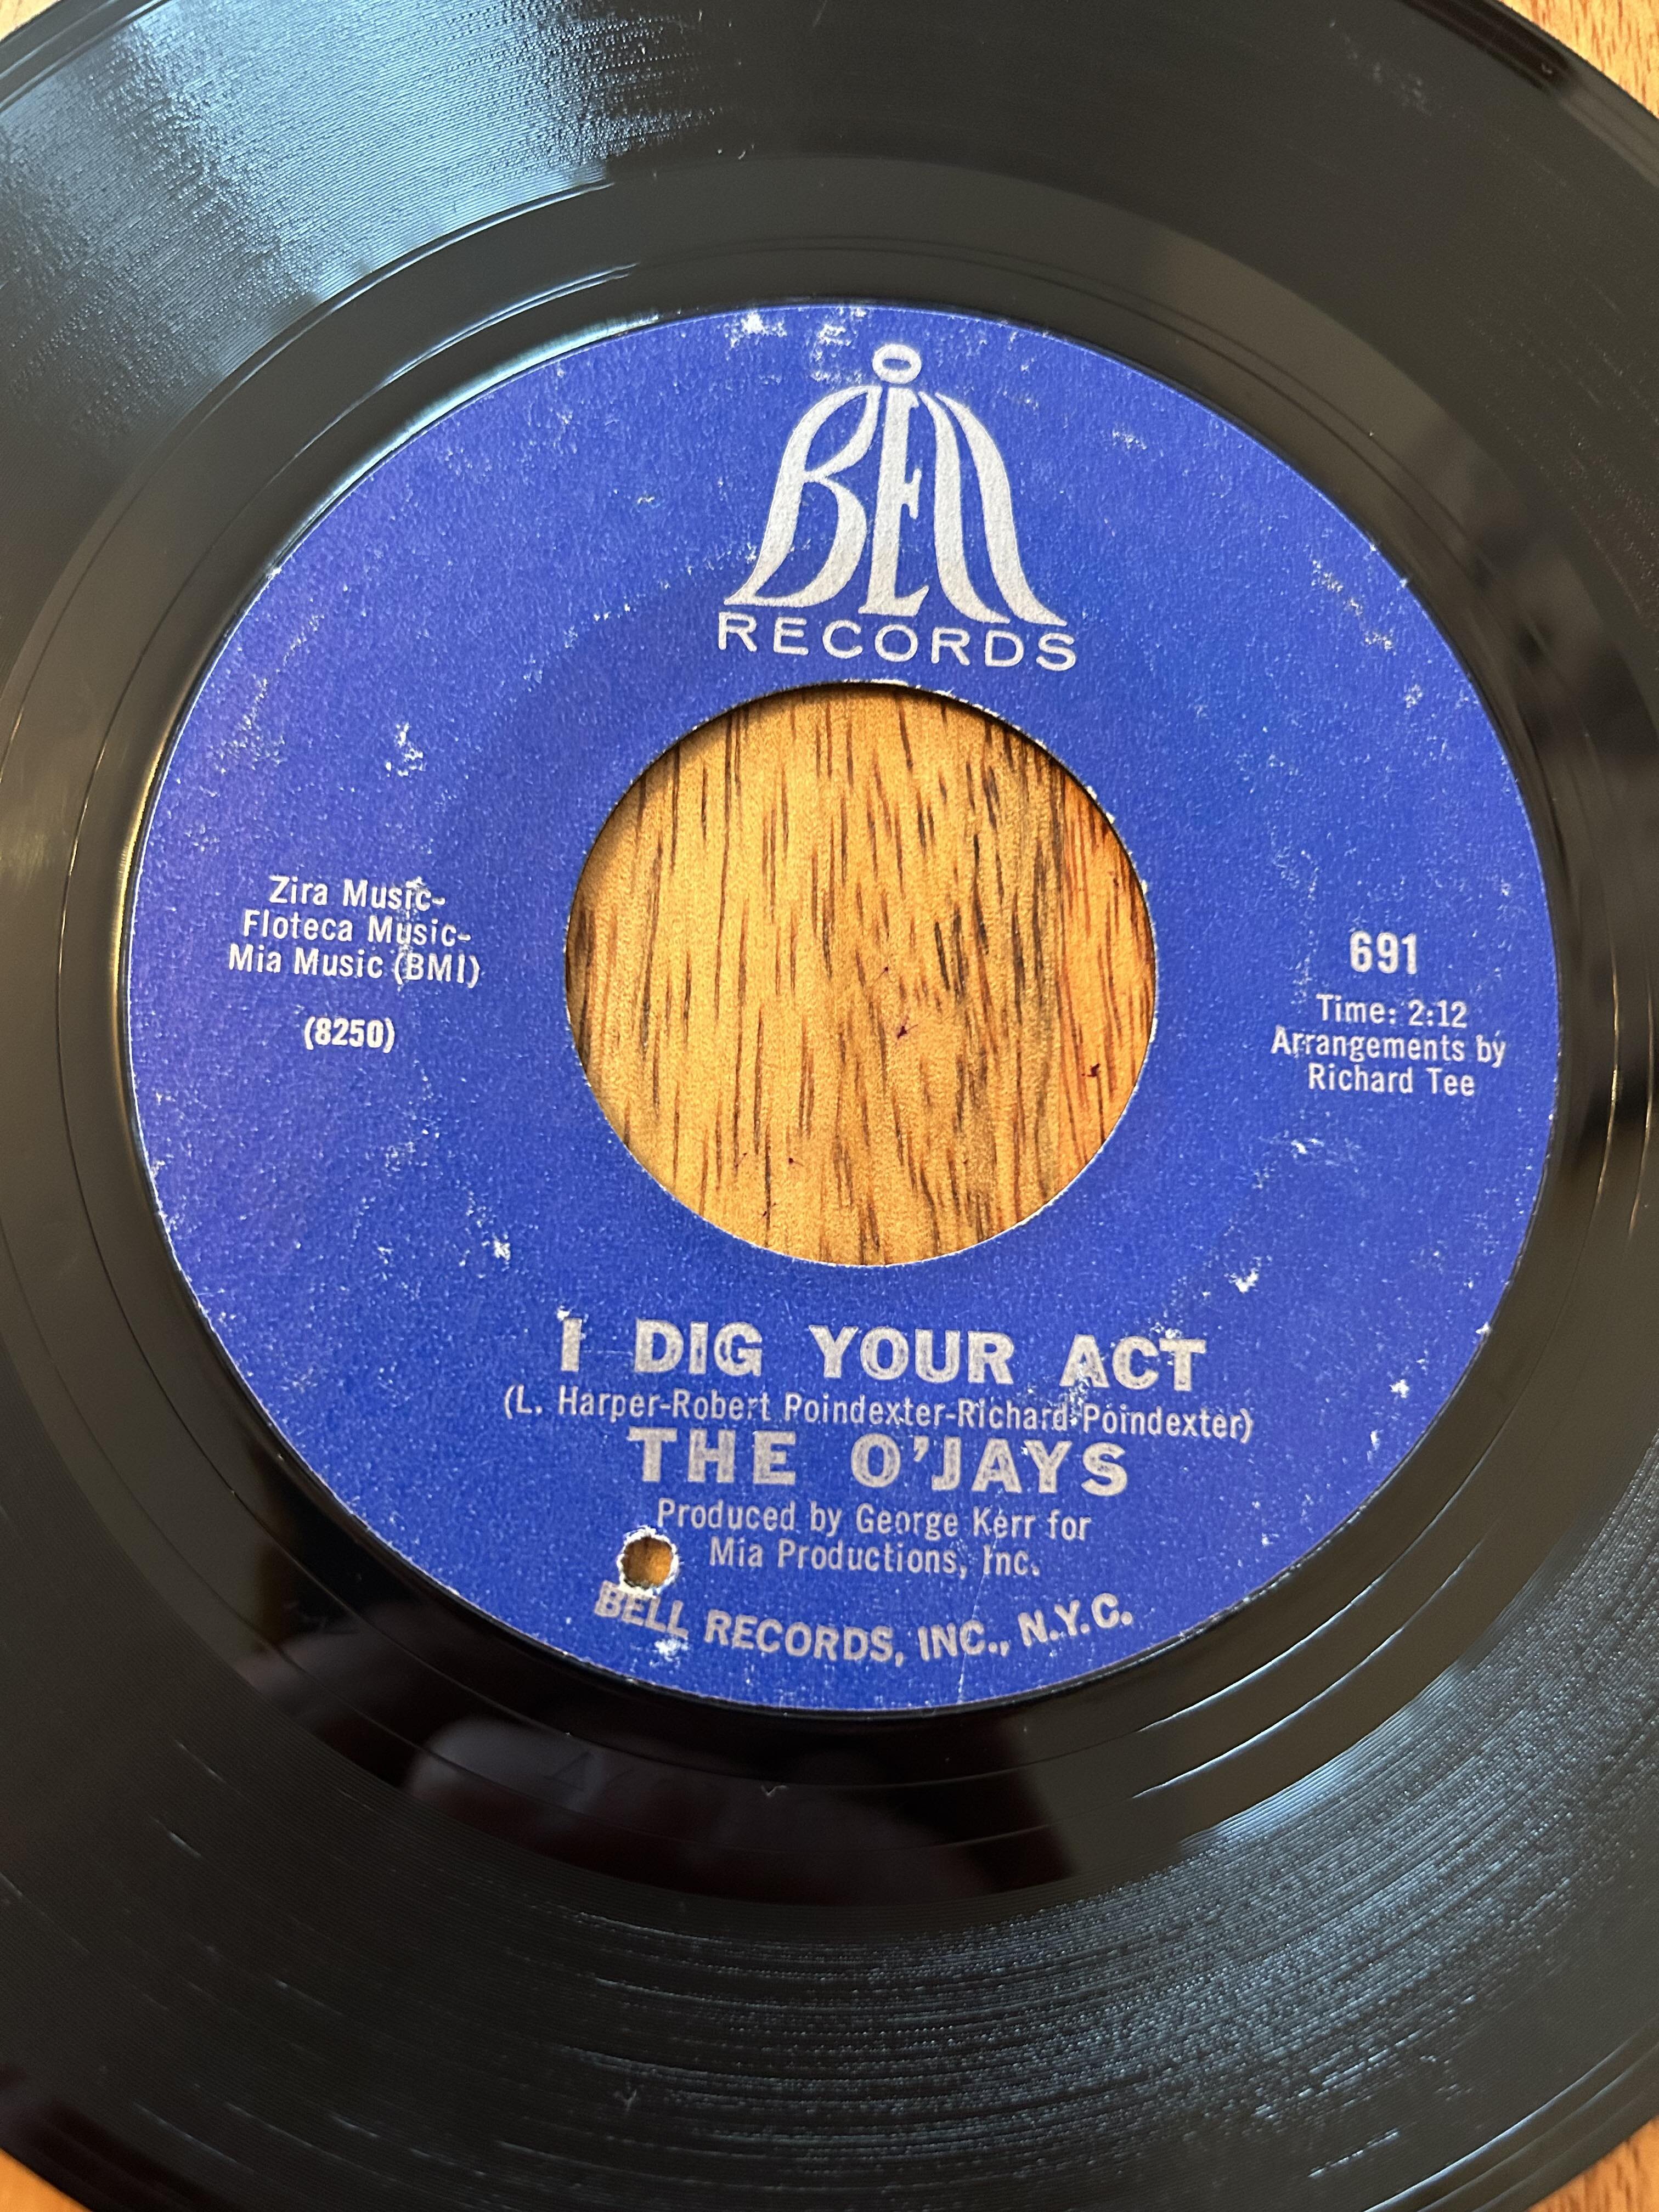 BELL
RECORDS
Zira Music-
Floteca Music-
Mia Music (BMI)
(8250)
691
Time: 2:12
Arrangements by
Richard Tee
I DIG YOUR ACT
(L. Harper-Robert Poindexter-Richard Poindexter)
THE O'JAYS
Produced by George Kerr for
Mia Productions, Inc.
BELL RECORDS, INC., N.Y.C.